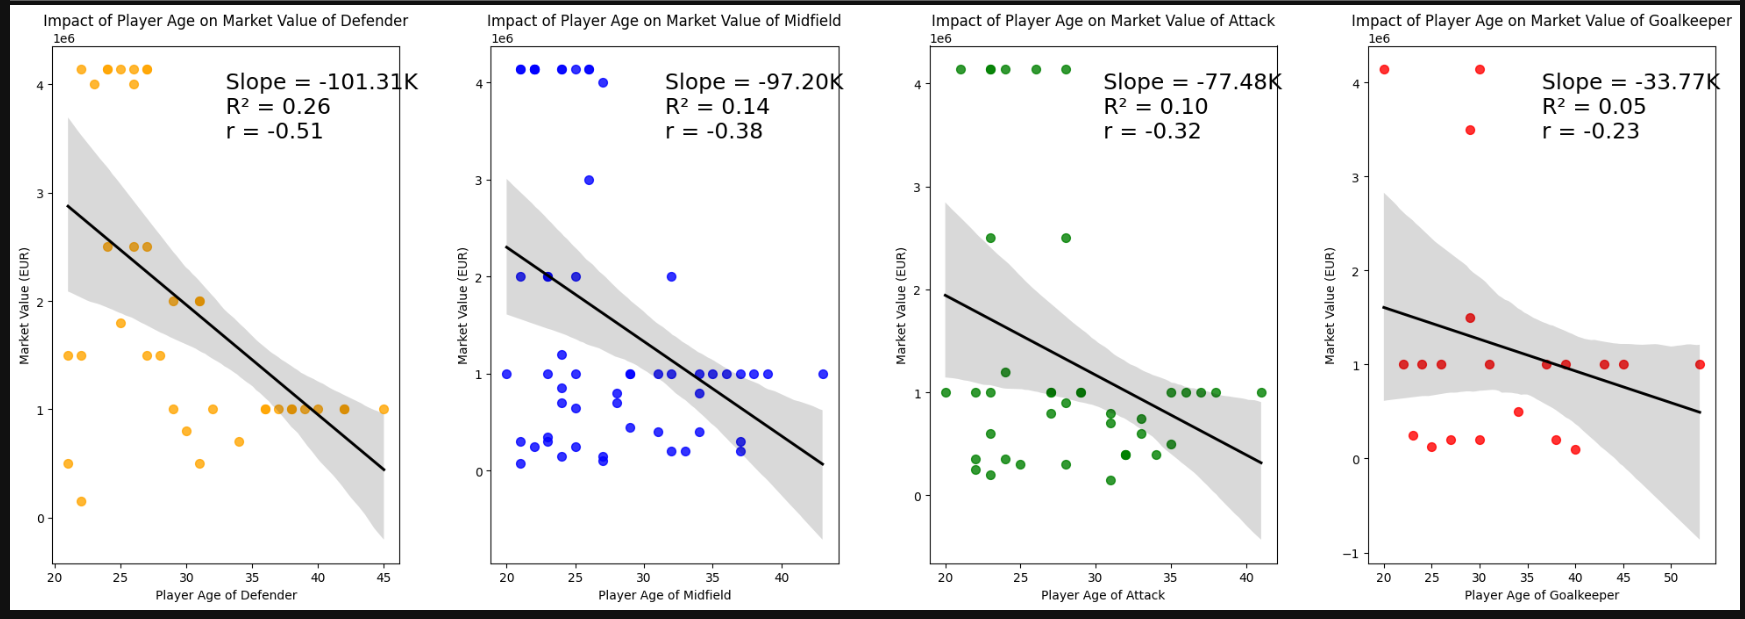 Impact of Player Age on Market Value of Defender
1e6
Slope = -101.31K
R² = 0.26
r = -0.51
4
3
2
1
0
Market Value (EUR)
20 25 30 35 40 45
Player Age of Defender
Impact of Player Age on Market Value of Midfield
1e6
Slope = -97.20K
R² = 0.14
r = -0.38
4
3
2
1
0
Market Value (EUR)
20 25 30 35 40
Player Age of Midfield
Impact of Player Age on Market Value of Attack
1e6
Slope = -77.48K
R² = 0.10
r = -0.32
4
3
2
1
0
Market Value (EUR)
20 25 30 35 40
Player Age of Attack
Impact of Player Age on Market Value of Goalkeeper
1e6
Slope = -33.77K
R² = 0.05
r = -0.23
4
3
2
1
0
−1
Market Value (EUR)
20 25 30 35 40 45 50
Player Age of Goalkeeper